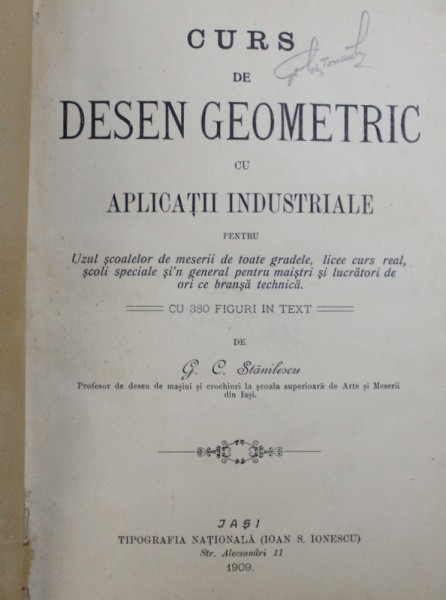 CURS
DE
DESEN GEOMETRIC
CU
APLICAȚII INDUSTRIALE
PENTRU
Uzul școalelor de meserii de toate gradele, licee curs real,
școli speciale și'n general pentru maiștri și lucrători de
ori ce branșă technică.
CU 380 FIGURI IN TEXT
DE
G. C. Stănilescu
Profesor de desen de mașini și crochiuri la școala superioară de Arte și Meserii
din Iași.
IAȘI
TIPOGRAFIA NAȚIONALĂ (IOAN S. IONESCU)
Str. Alecsandri 11
1909.